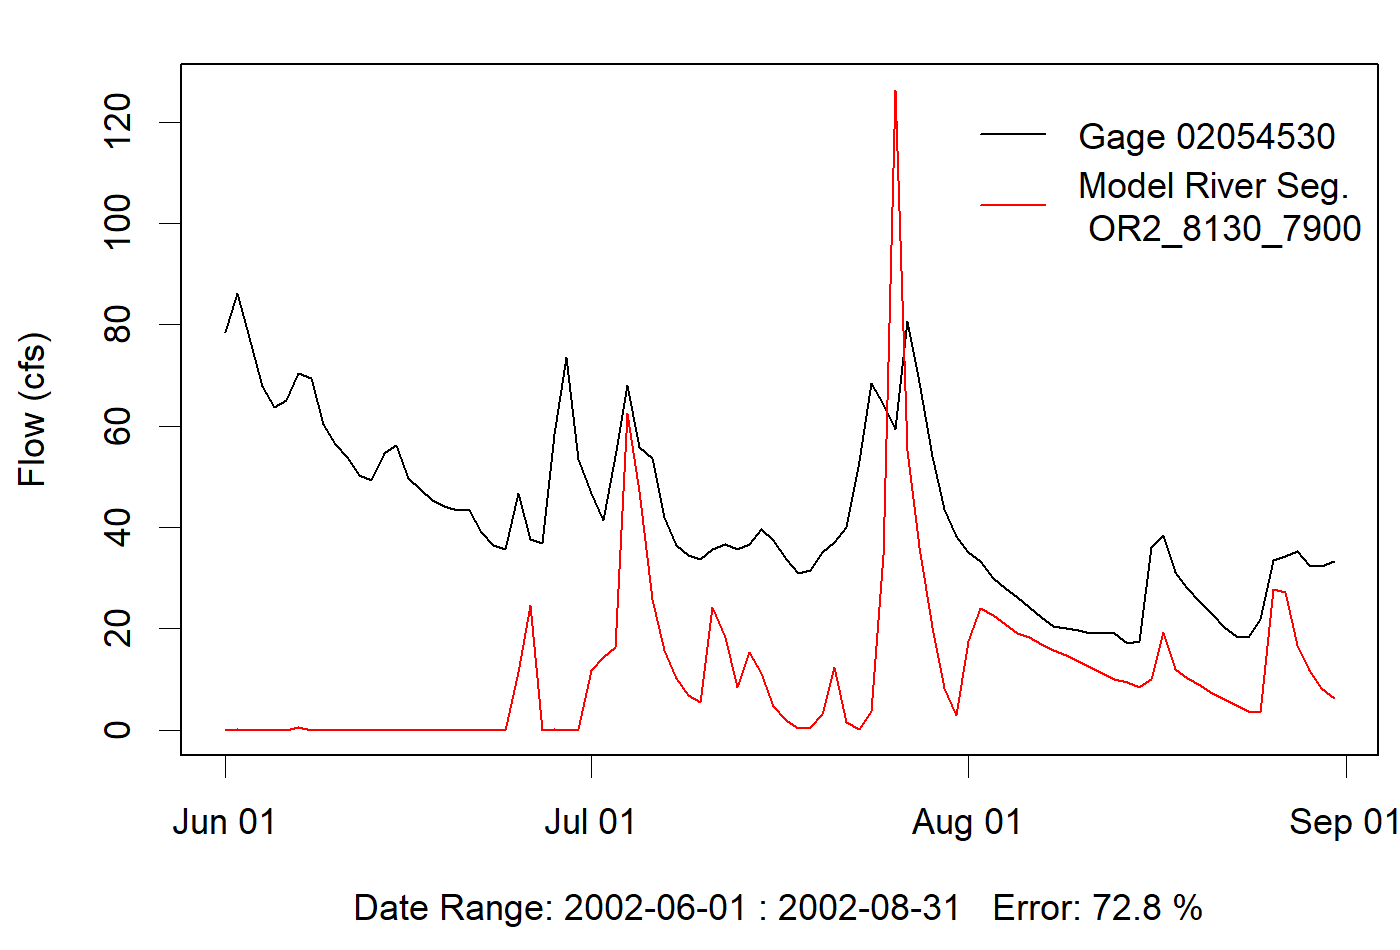 Gage 02054530
Model River Seg.
OR2_8130_7900
Flow (cfs)
120
100
80
60
40
20
0
Jun 01
Jul 01
Aug 01
Sep 01
Date Range: 2002-06-01 : 2002-08-31 Error: 72.8 %